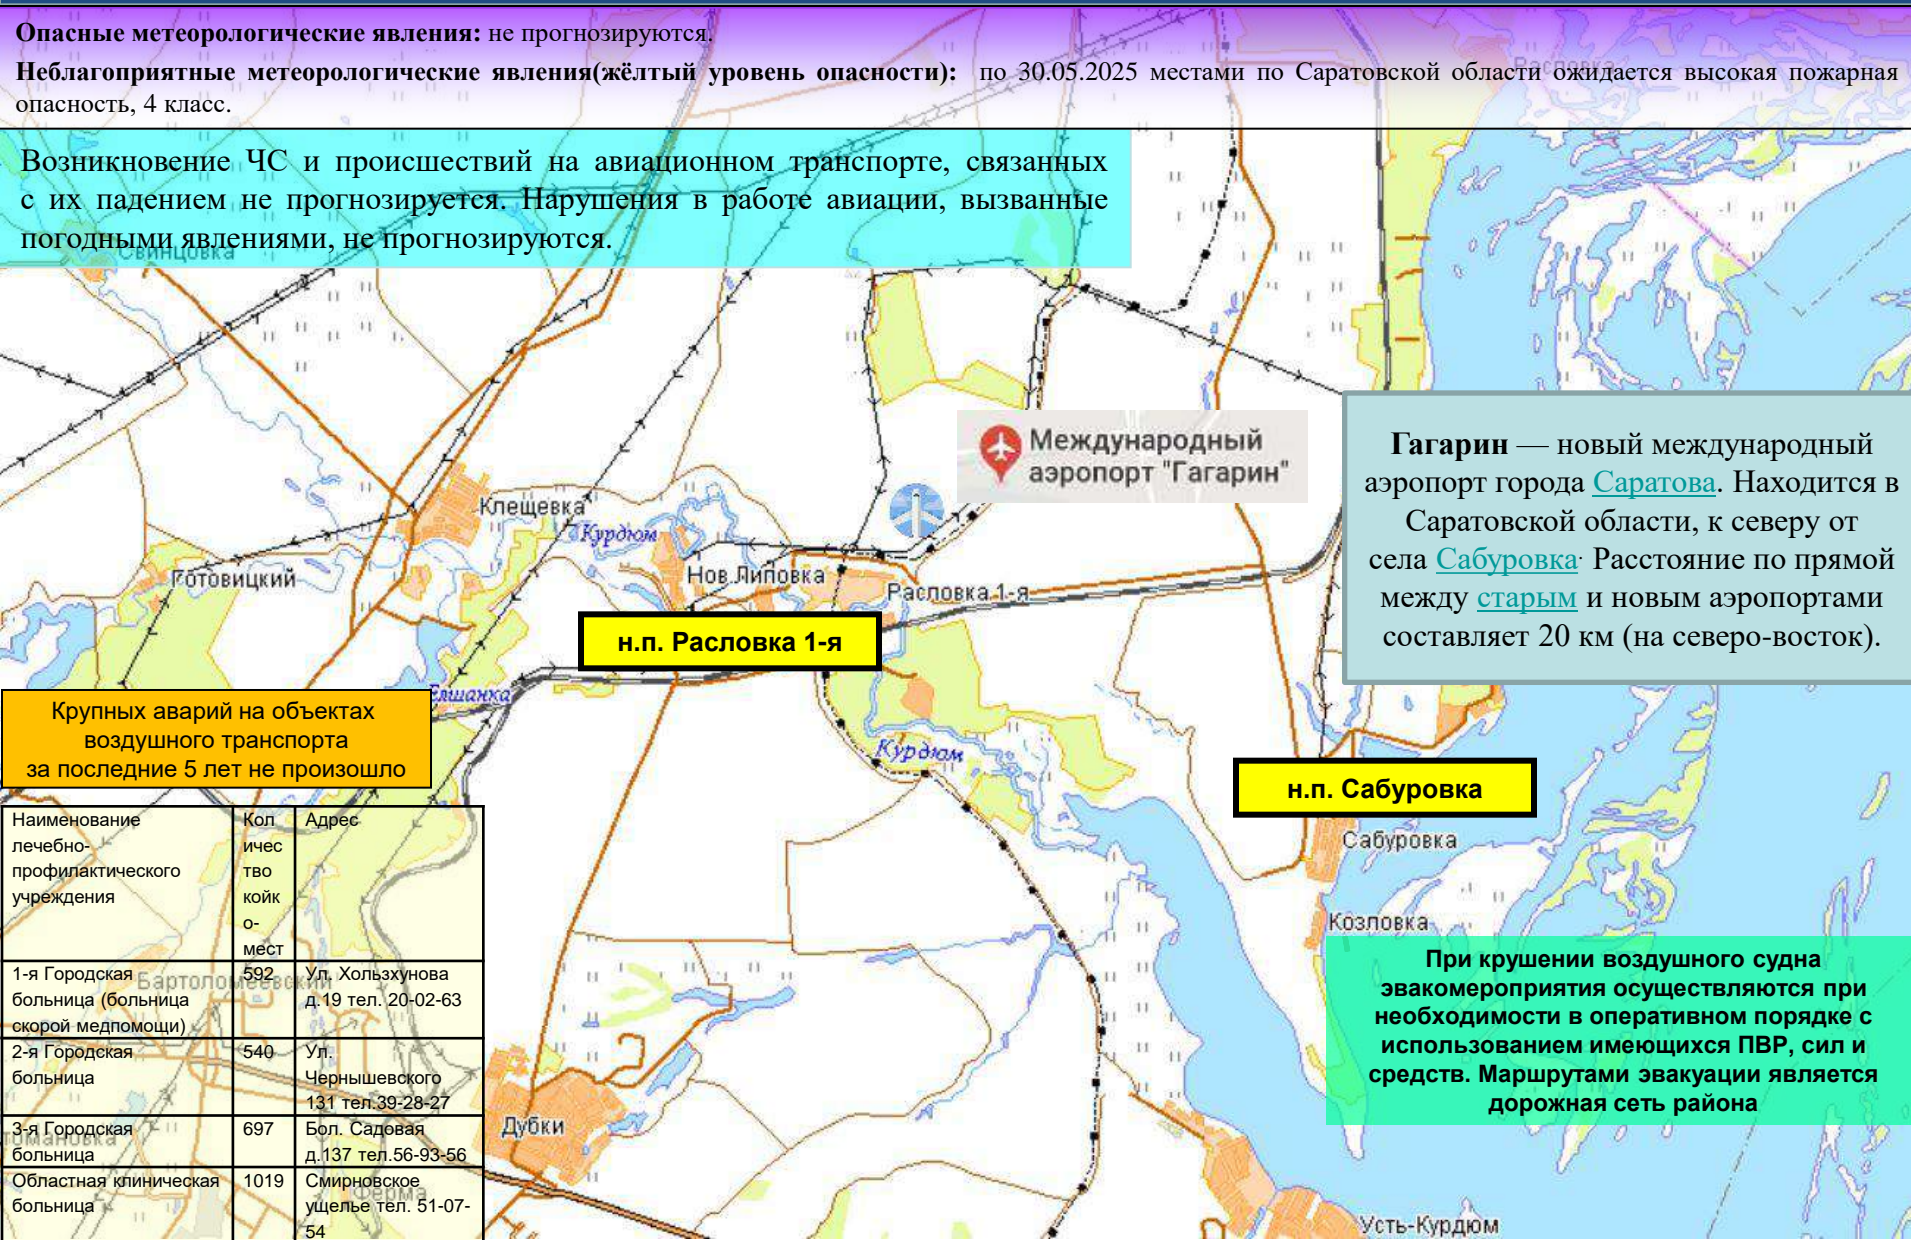 Опасные метеорологические явления: не прогнозируются.
Неблагоприятные метеорологические явления(жёлтый уровень опасности): по 30.05.2025 местами по Саратовской области ожидается высокая пожарная
опасность, 4 класс.
Возникновение ЧС и происшествий на авиационном транспорте, связанных
с их падением не прогнозируется. Нарушения в работе авиации, вызванные
погодными явлениями, не прогнозируются.
Расловка
Свинцовка
Международный
аэропорт "Гагарин"
Гагарин — новый международный
аэропорт города Саратова. Находится в
Саратовской области, к северу от
села Сабуровка. Расстояние по прямой
между старым и новым аэропортами
составляет 20 км (на северо-восток).
Клещевка
Курдюм
Готовицкий
Нов.Липовка
Расловка 1-я
н.п. Расловка 1-я
Елшанка
Курдюм
Крупных аварий на объектах
воздушного транспорта
за последние 5 лет не произошло
н.п. Сабуровка
Сабуровка
Козловка
При крушении воздушного судна
эвакомероприятия осуществляются при
необходимости в оперативном порядке с
использованием имеющихся ПВР, сил и
средств. Маршрутами эвакуации является
дорожная сеть района
Наименование
лечебно-
профилактического
учреждения
Кол
ичес
тво
койк
о-
мест
Адрес
1-я Городская
больница (больница
скорой медпомощи)
592
Ул. Хользхунова
д.19 тел. 20-02-63
Бартоломеевский
2-я Городская
больница
540
Ул.
Чернышевского
131 тел.39-28-27
3-я Городская
больница
697
Бол. Садовая
д.137 тел.56-93-56
Областная клиническая
больница
1019
Смирновское
ущелье тел. 51-07-
54
Ферма
Дубки
Усть-Курдюм